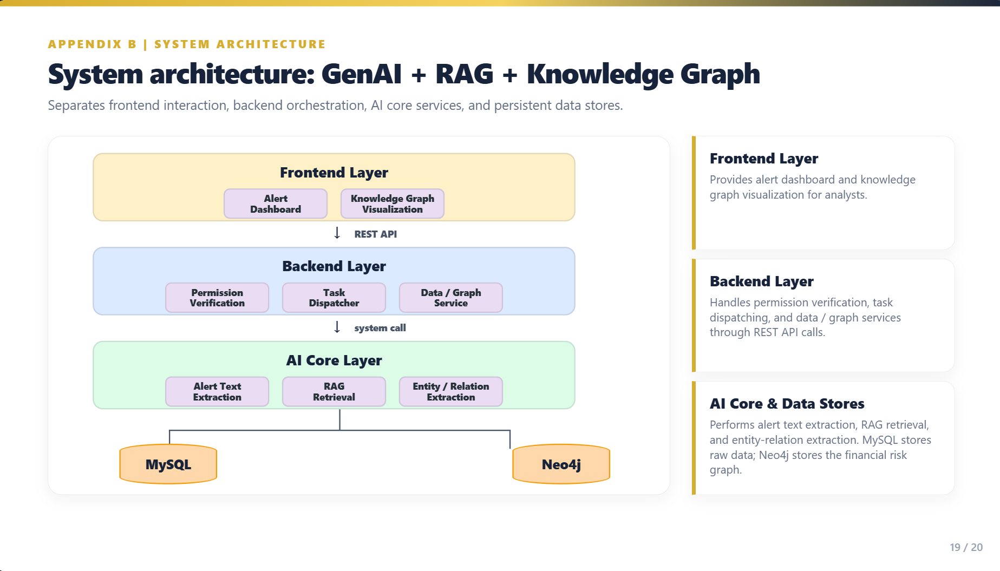 APPENDIX B | SYSTEM ARCHITECTURE
System architecture: GenAI + RAG + Knowledge Graph
Separates frontend interaction, backend orchestration, AI core services, and persistent data stores.
Frontend Layer
Alert
Dashboard
Knowledge Graph
Visualization
REST API
Backend Layer
Permission
Verification
Task
Dispatcher
Data / Graph
Service
system call
AI Core Layer
Alert Text
Extraction
RAG
Retrieval
Entity / Relation
Extraction
MySQL
Neo4j
Frontend Layer
Provides alert dashboard and knowledge
graph visualization for analysts.
Backend Layer
Handles permission verification, task
dispatching, and data / graph services
through REST API calls.
AI Core & Data Stores
Performs alert text extraction, RAG retrieval,
and entity-relation extraction. MySQL stores
raw data; Neo4j stores the financial risk
graph.
19 / 20